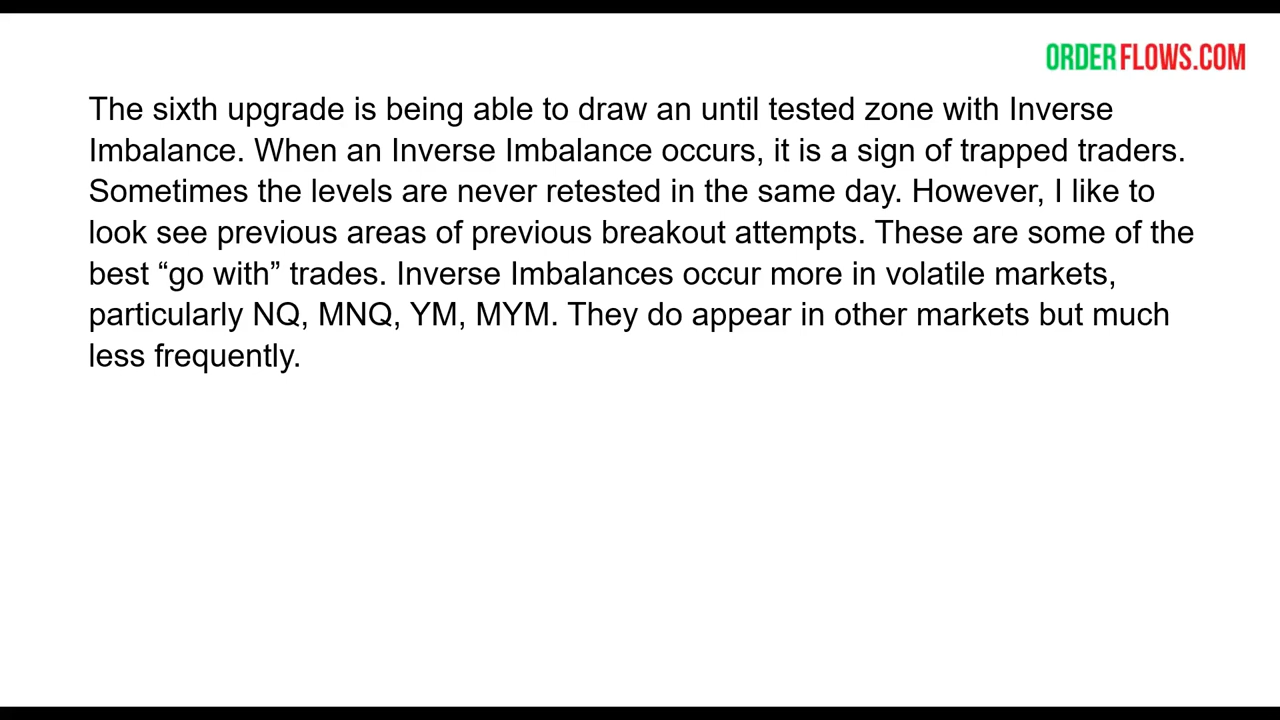 ORDERFLOWS.COM
The sixth upgrade is being able to draw an until tested zone with Inverse
Imbalance. When an Inverse Imbalance occurs, it is a sign of trapped traders.
Sometimes the levels are never retested in the same day. However, I like to
look see previous areas of previous breakout attempts. These are some of the
best “go with” trades. Inverse Imbalances occur more in volatile markets,
particularly NQ, MNQ, YM, MYM. They do appear in other markets but much
less frequently.